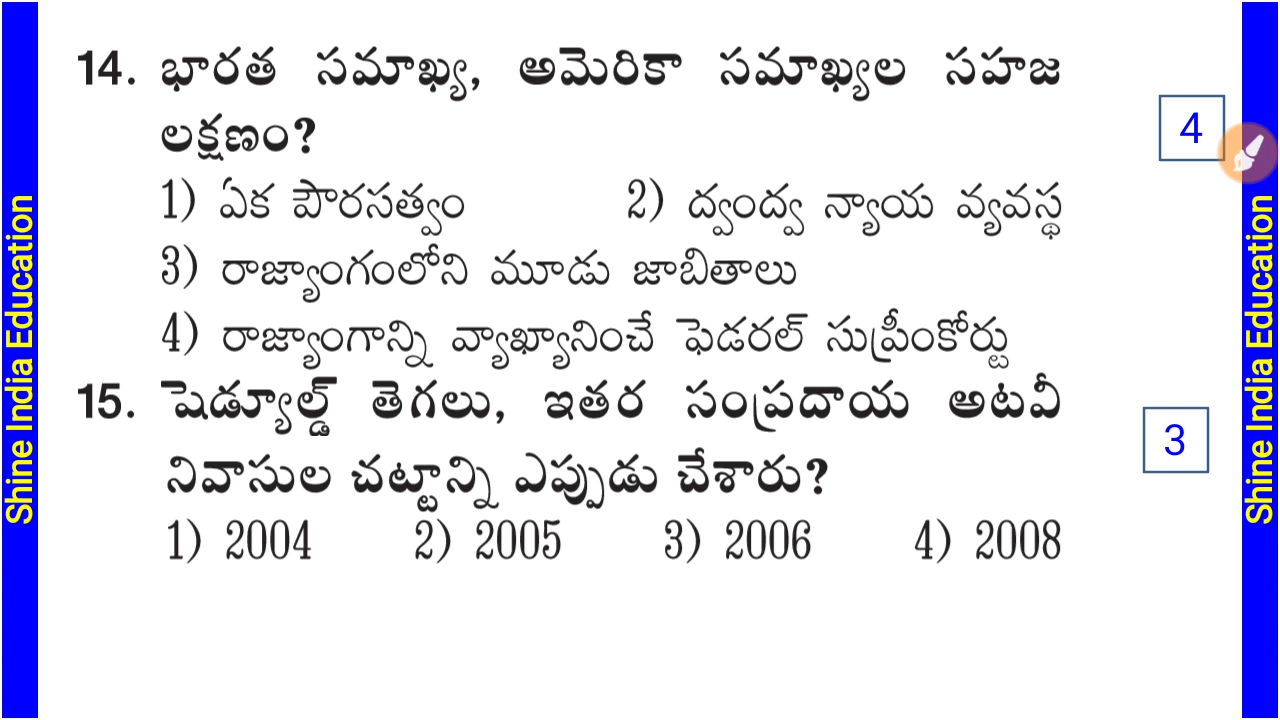 14. భారత సమాఖ్య, అమెరికా సమాఖ్యల సహజ
లక్షణం?
4
1) ఏక పౌరసత్వం 2) ద్వంద్వ న్యాయ వ్యవస్థ
3) రాజ్యాంగంలోని మూడు జాబితాలు
4) రాజ్యాంగాన్ని వ్యాఖ్యానించే ఫెడరల్ సుప్రీంకోర్టు
15. షెడ్యూల్డ్ తెగలు, ఇతర సంప్రదాయ అటవీ
నివాసుల చట్టాన్ని ఎప్పుడు చేశారు?
3
1) 2004 2) 2005 3) 2006 4) 2008
Shine India Education
Shine India Education